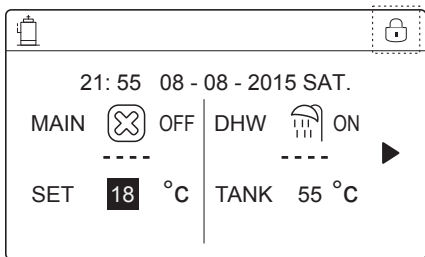 21: 55 08 - 08 - 2015 SAT.
MAIN OFF DHW ON
---- ----
SET 18 °C TANK 55 °C